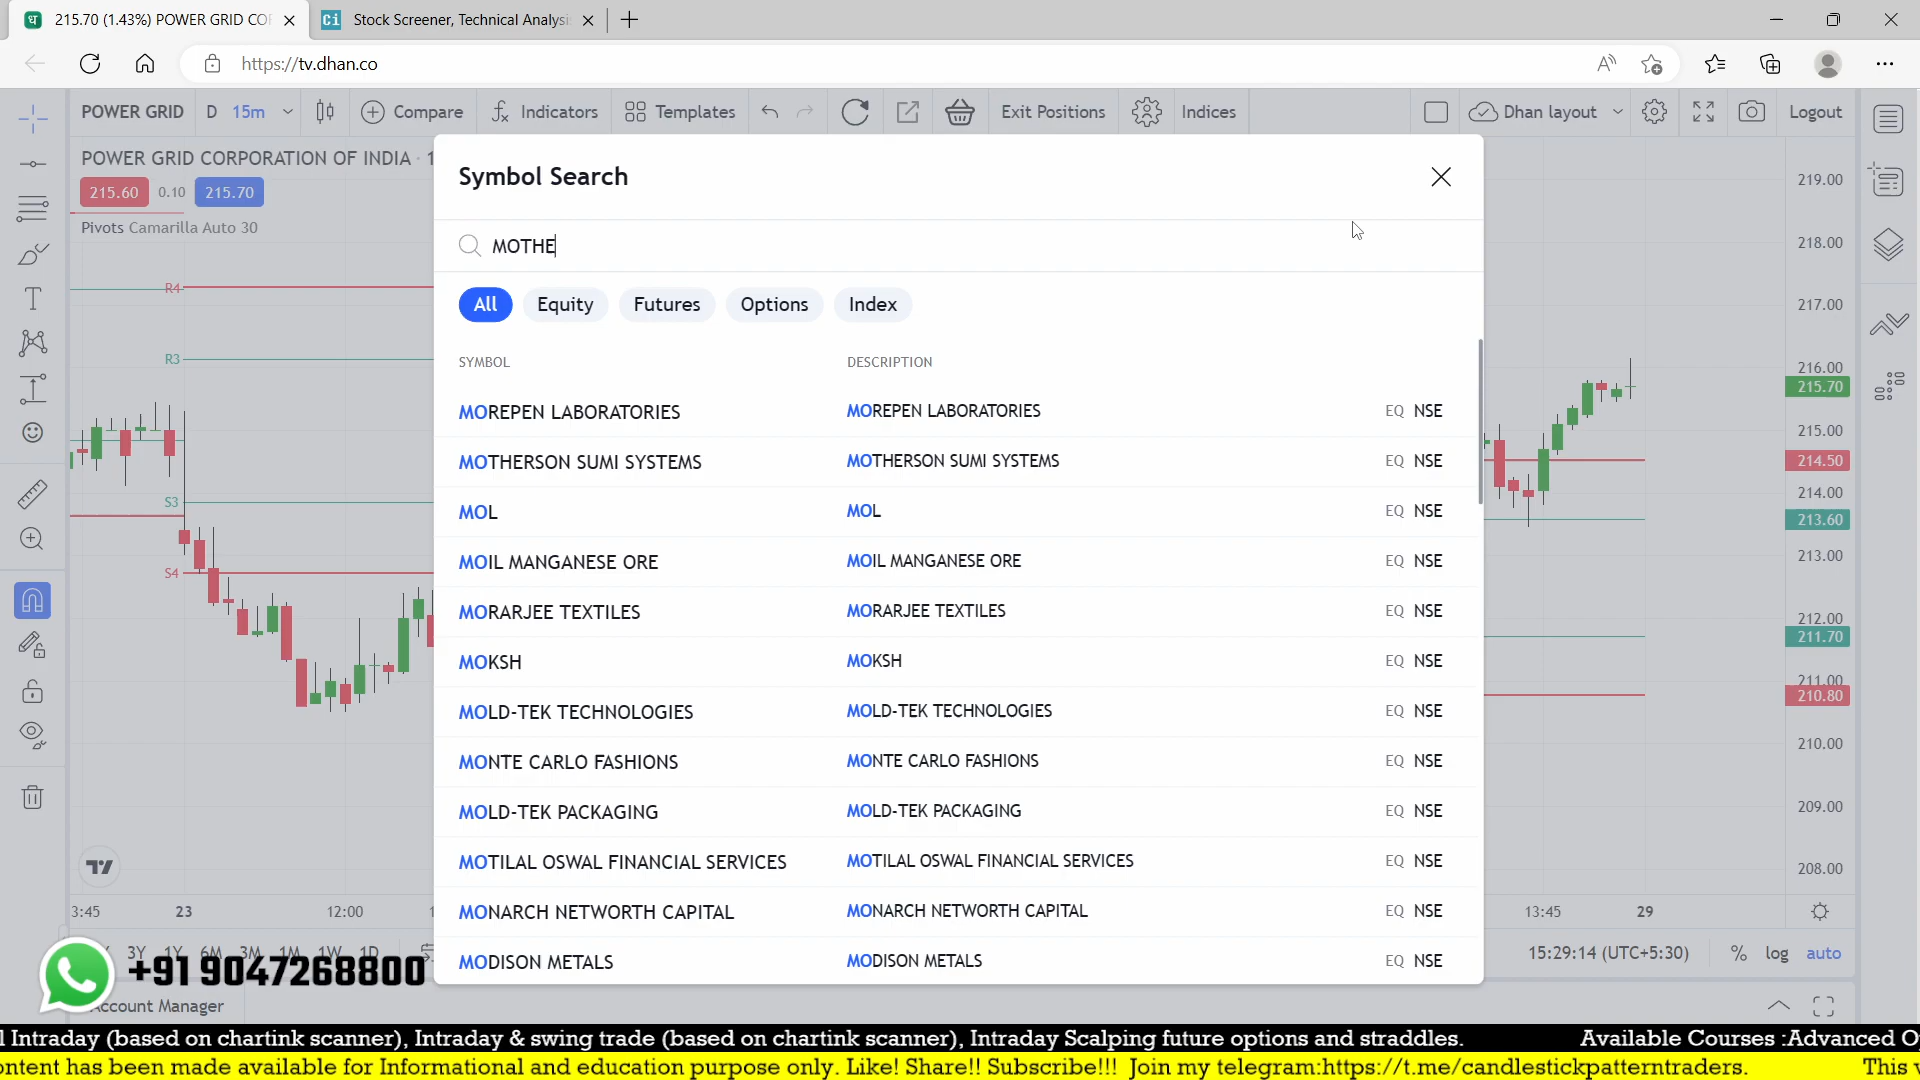 215.70 (1.43%) POWER GRID CO
Stock Screener, Technical Analysis
https://tv.dhan.co
POWER GRID D 15m Compare Indicators Templates Exit Positions Indices Dhan layout Logout
POWER GRID CORPORATION OF INDIA · 1
215.60 0.10 215.70
Pivots Camarilla Auto 30
R4
R3
S3
S4
Symbol Search
MOTHE
All Equity Futures Options Index
SYMBOL DESCRIPTION
MOREPEN LABORATORIES MOREPEN LABORATORIES EQ NSE
MOTHERSON SUMI SYSTEMS MOTHERSON SUMI SYSTEMS EQ NSE
MOL MOL EQ NSE
MOIL MANGANESE ORE MOIL MANGANESE ORE EQ NSE
MORARJEE TEXTILES MORARJEE TEXTILES EQ NSE
MOKSH MOKSH EQ NSE
MOLD-TEK TECHNOLOGIES MOLD-TEK TECHNOLOGIES EQ NSE
MONTE CARLO FASHIONS MONTE CARLO FASHIONS EQ NSE
MOLD-TEK PACKAGING MOLD-TEK PACKAGING EQ NSE
MOTILAL OSWAL FINANCIAL SERVICES MOTILAL OSWAL FINANCIAL SERVICES EQ NSE
MONARCH NETWORTH CAPITAL MONARCH NETWORTH CAPITAL EQ NSE
MODISON METALS MODISON METALS EQ NSE
219.00
218.00
217.00
216.00
215.70
215.00
214.50
214.00
213.60
213.00
212.00
211.70
211.00
210.80
210.00
209.00
208.00
3:45 23 12:00 1 13:45 29
3Y 1Y 6M 3M 1M 1W 1D
15:29:14 (UTC+5:30) % log auto
+91 9047268800
Account Manager
l Intraday (based on chartink scanner), Intraday & swing trade (based on chartink scanner), Intraday Scalping future options and straddles. Available Courses :Advanced Op
ontent has been made available for Informational and education purpose only. Like! Share!! Subscribe!!! Join my telegram:https://t.me/candlestickpatterntraders. This v